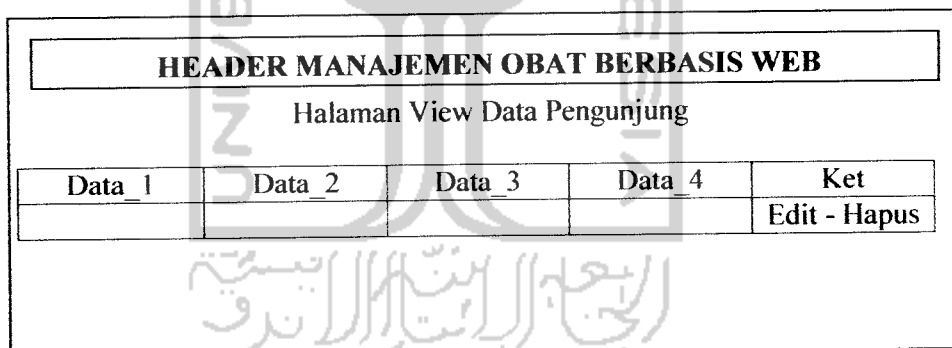 HEADER MANAJEMEN OBAT BERBASIS WEB
Halaman View Data Pengunjung
Data_1 Data_2 Data_3 Data_4 Ket
Edit - Hapus